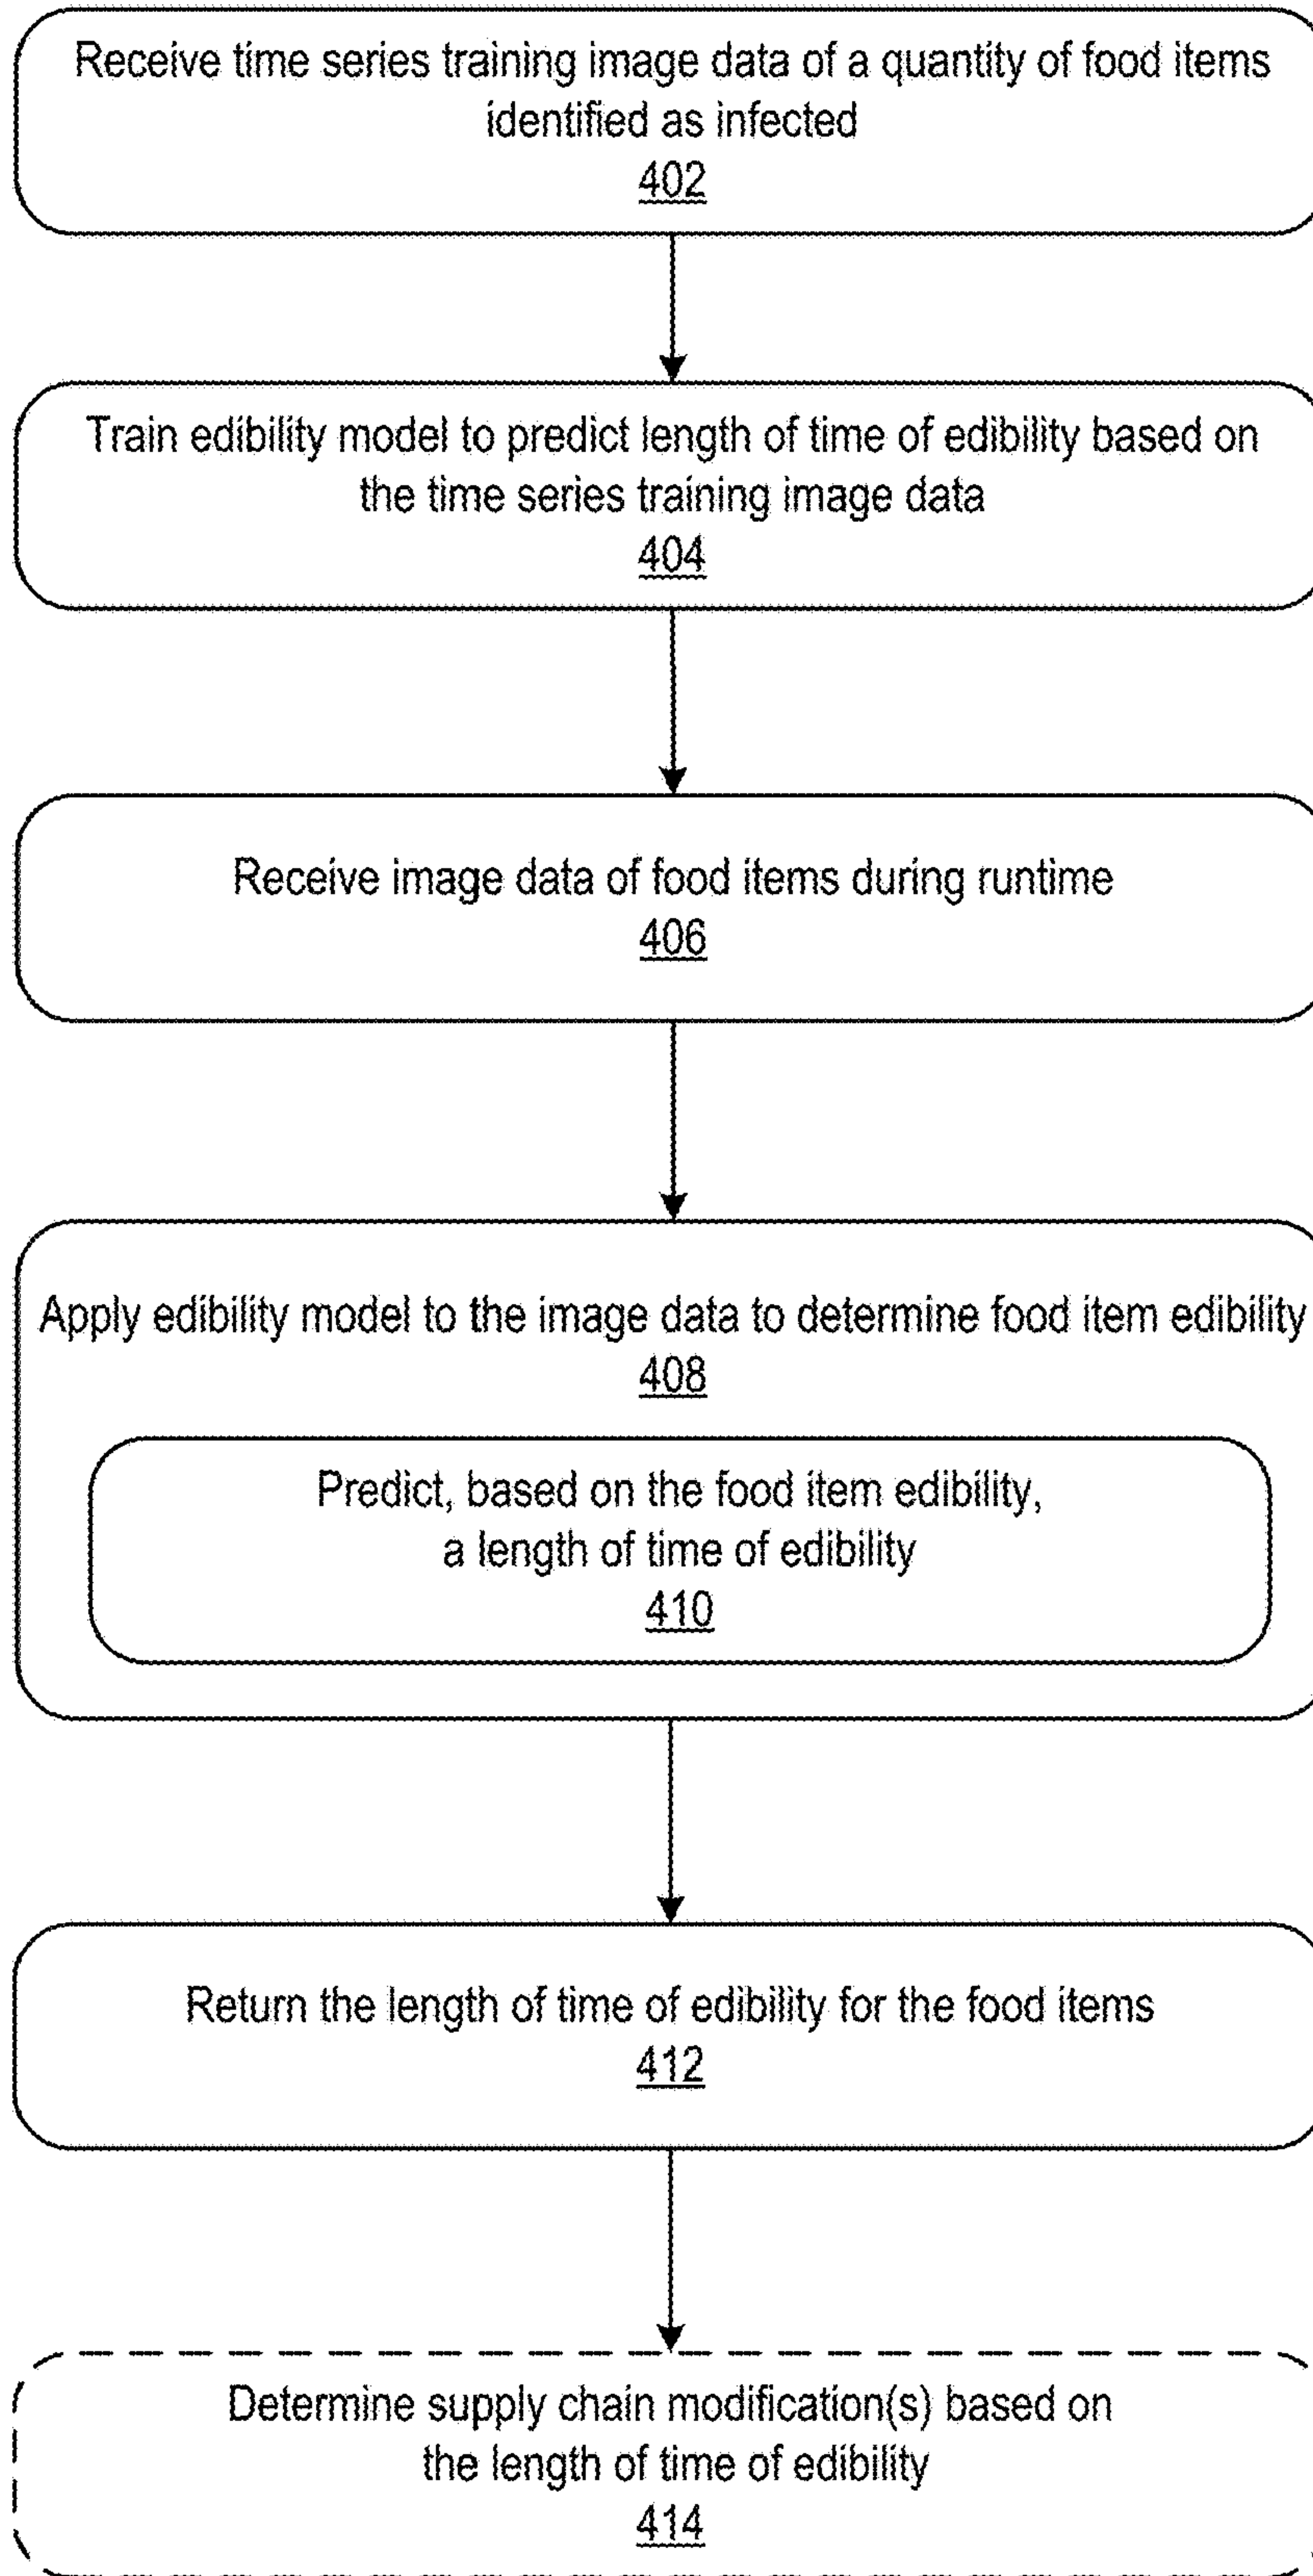 Receive time series training image data of a quantity of food items
identified as infected
402
Train edibility model to predict length of time of edibility based on
the time series training image data
404
Receive image data of food items during runtime
406
Apply edibility model to the image data to determine food item edibility
408
Predict, based on the food item edibility,
a length of time of edibility
410
Return the length of time of edibility for the food items
412
Determine supply chain modification(s) based on
the length of time of edibility
414